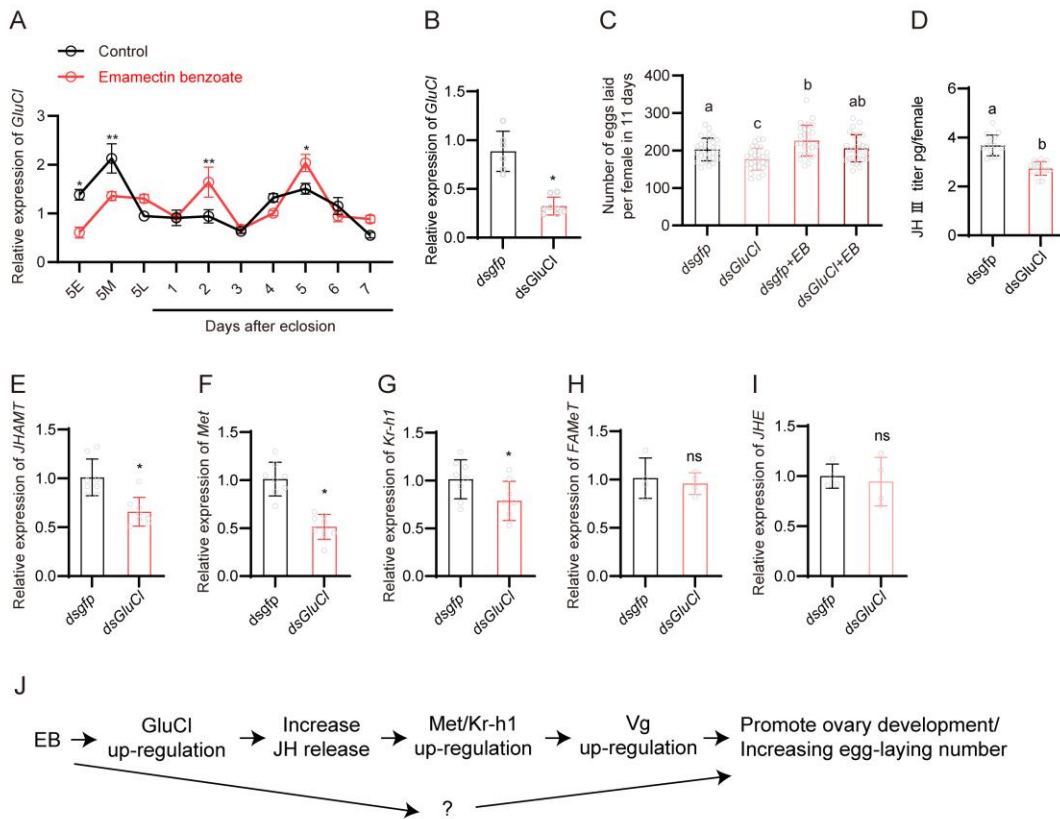 A
Control
Emamectin benzoate
Relative expression of GluCl
3
2
1
0
*
**
**
*
5E
5M
5L
1
2
3
4
5
6
7
Days after eclosion
B
Relative expression of GluCl
1.5
1.0
0.5
0.0
*
dsgfp
dsGluCl
C
Number of eggs laid
per female in 11 days
400
300
200
100
0
a
c
b
ab
dsgfp
dsGluCl
dsgfp+EB
dsGluCl+EB
D
JH III titer pg/female
6
4
2
0
a
b
dsgfp
dsGluCl
E
Relative expression of JHAMT
1.5
1.0
0.5
0.0
*
dsgfp
dsGluCl
F
Relative expression of Met
1.5
1.0
0.5
0.0
*
dsgfp
dsGluCl
G
Relative expression of Kr-h1
1.5
1.0
0.5
0.0
*
dsgfp
dsGluCl
H
Relative expression of FAMeT
1.5
1.0
0.5
0.0
ns
dsgfp
dsGluCl
I
Relative expression of JHE
1.5
1.0
0.5
0.0
ns
dsgfp
dsGluCl
J
EB
GluCl
up-regulation
Increase
JH release
Met/Kr-h1
up-regulation
Vg
up-regulation
Promote ovary development/
Increasing egg-laying number
?